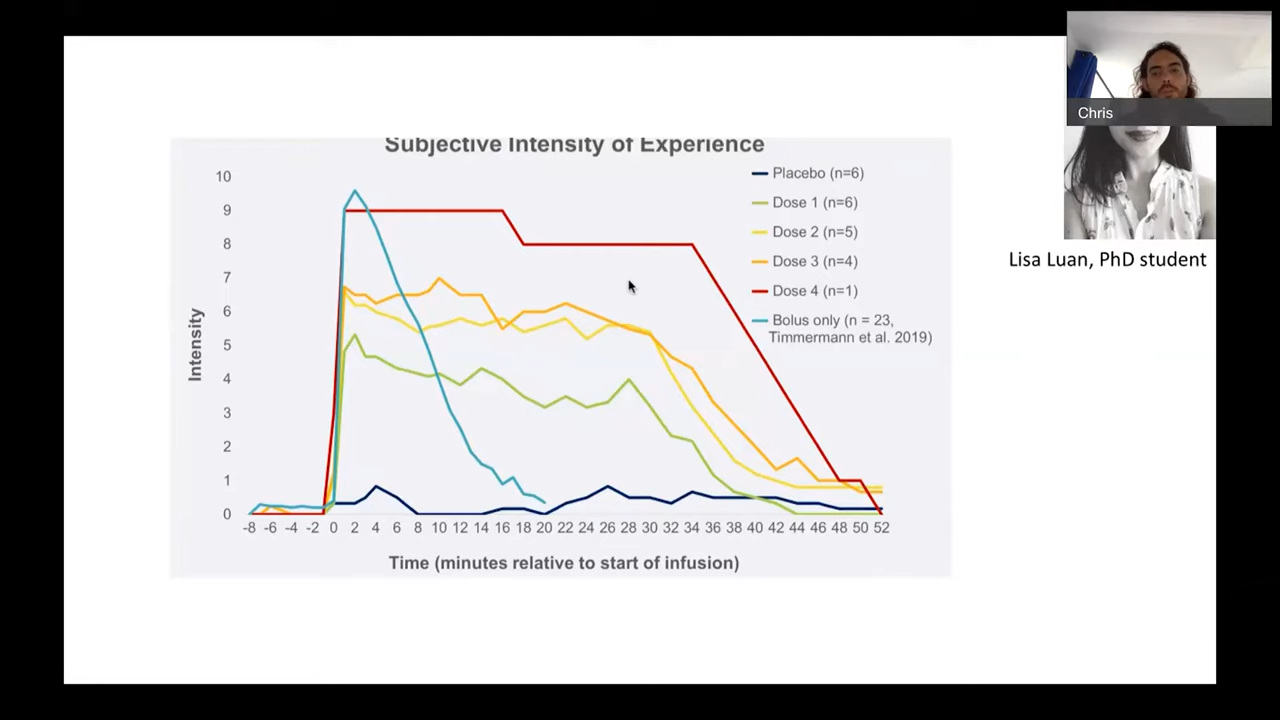 Chris
Lisa Luan, PhD student
Subjective Intensity of Experience
Placebo (n=6)
Dose 1 (n=6)
Dose 2 (n=5)
Dose 3 (n=4)
Dose 4 (n=1)
Bolus only (n = 23,
Timmermann et al. 2019)
Intensity
10
9
8
7
6
5
4
3
2
1
0
-8 -6 -4 -2 0 2 4 6 8 10 12 14 16 18 20 22 24 26 28 30 32 34 36 38 40 42 44 46 48 50 52
Time (minutes relative to start of infusion)